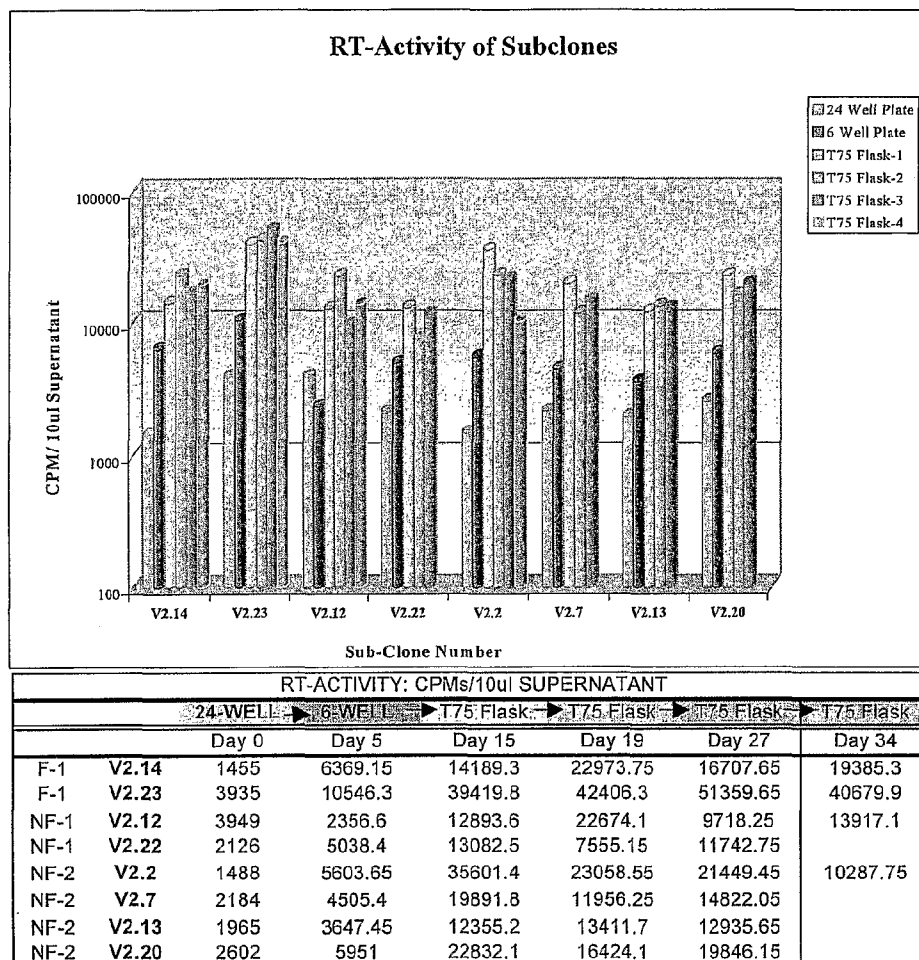 RT-Activity of Subclones
24 Well Plate
6 Well Plate
T75 Flask-1
T75 Flask-2
T75 Flask-3
T75 Flask-4
100000
10000
1000
100
CPM/ 10ul Supernatant
V2.14 V2.23 V2.12 V2.22 V2.2 V2.7 V2.13 V2.20
Sub-Clone Number
RT-ACTIVITY: CPMs/10ul SUPERNATANT
24-WELL 6-WELL T75 Flask T75 Flask T75 Flask T75 Flask
Day 0 Day 5 Day 15 Day 19 Day 27 Day 34
F-1 V2.14 1455 6369.15 14189.3 22973.75 16707.65 19385.3
F-1 V2.23 3935 10546.3 39419.8 42406.3 51359.65 40679.9
NF-1 V2.12 3949 2356.6 12893.6 22674.1 9718.25 13917.1
NF-1 V2.22 2126 5038.4 13082.5 7555.15 11742.75
NF-2 V2.2 1488 5603.65 35601.4 23058.55 21449.45 10287.75
NF-2 V2.7 2184 4505.4 19891.8 11956.25 14822.05
NF-2 V2.13 1965 3647.45 12355.2 13411.7 12935.65
NF-2 V2.20 2602 5951 22832.1 16424.1 19846.15